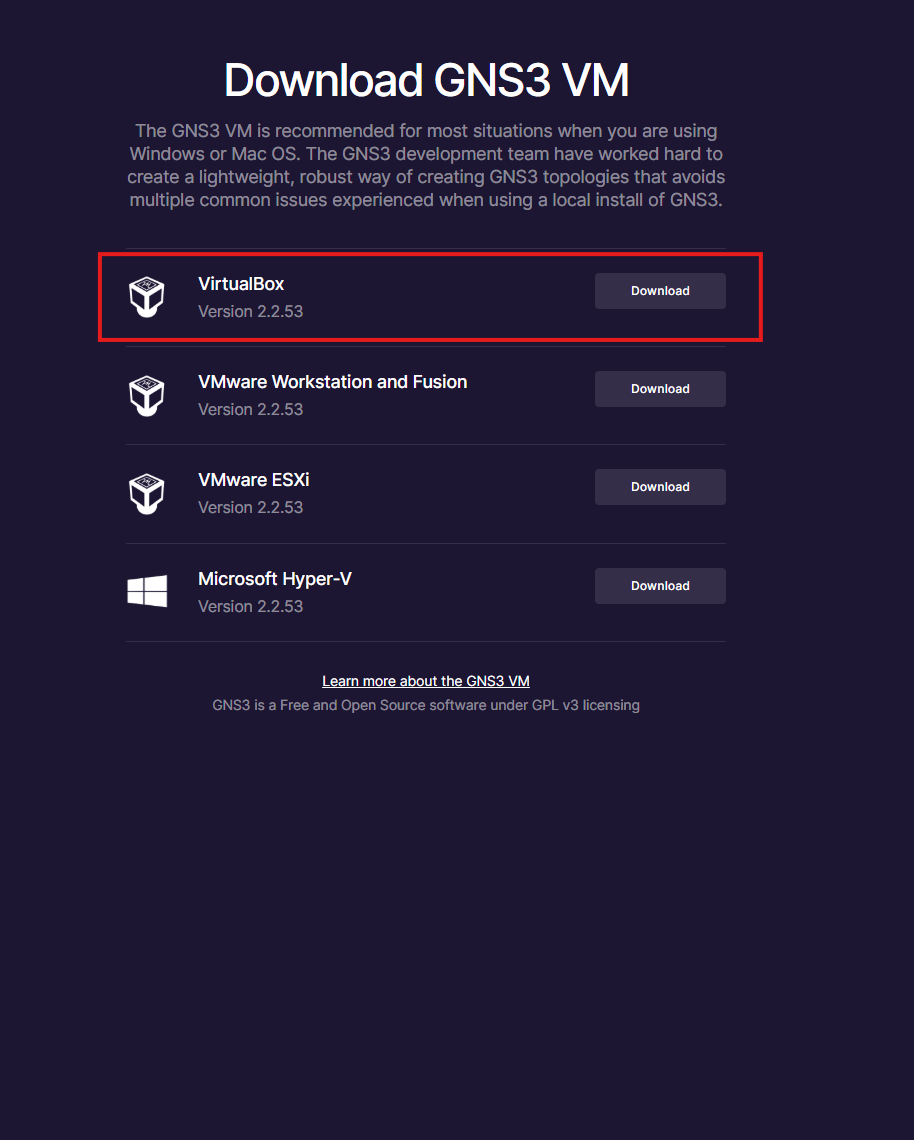 Download GNS3 VM
The GNS3 VM is recommended for most situations when you are using
Windows or Mac OS. The GNS3 development team have worked hard to
create a lightweight, robust way of creating GNS3 topologies that avoids
multiple common issues experienced when using a local install of GNS3.
VirtualBox
Version 2.2.53
Download
VMware Workstation and Fusion
Version 2.2.53
Download
VMware ESXi
Version 2.2.53
Download
Microsoft Hyper-V
Version 2.2.53
Download
Learn more about the GNS3 VM
GNS3 is a Free and Open Source software under GPL v3 licensing